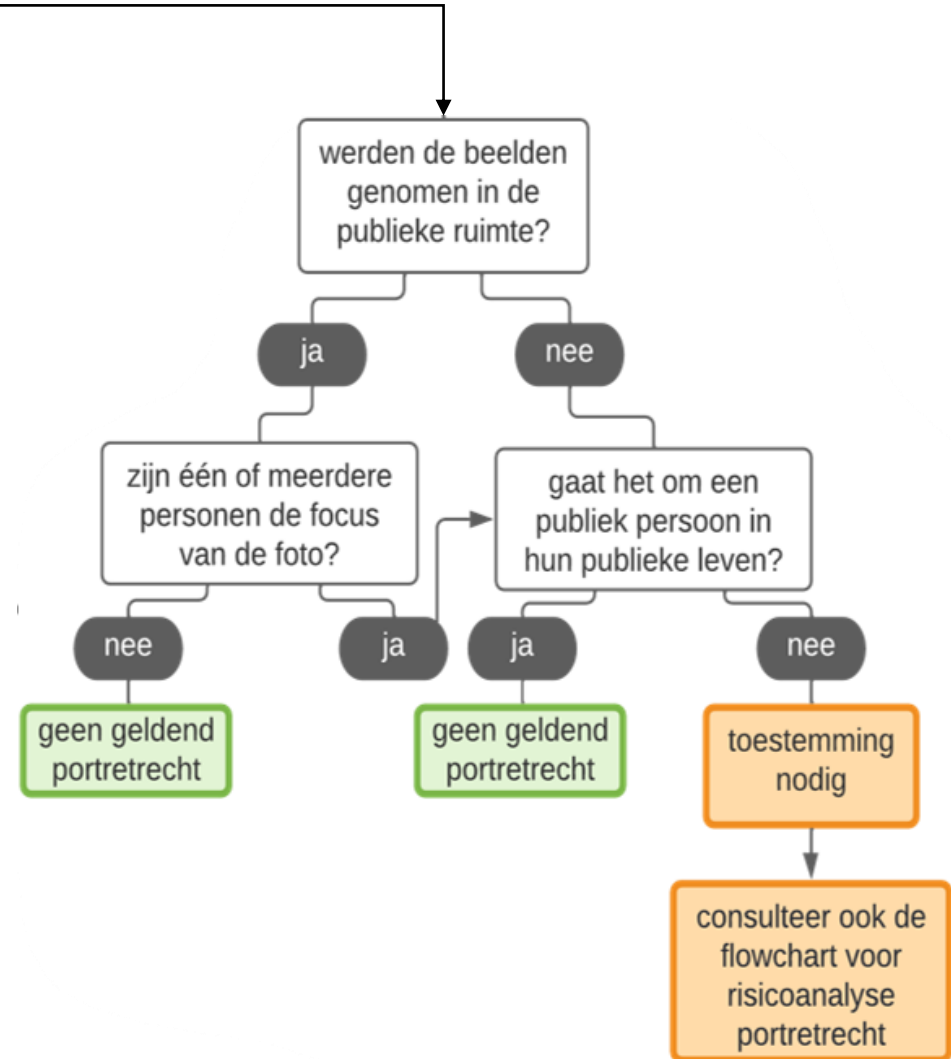 werden de beelden
genomen in de
publieke ruimte?
ja
nee
zijn één of meerdere
personen de focus
van de foto?
gaat het om een
publiek persoon in
hun publieke leven?
nee
ja
ja
nee
geen geldend
portretrecht
geen geldend
portretrecht
toestemming
nodig
consulteer ook de
flowchart voor
risicoanalyse
portretrecht